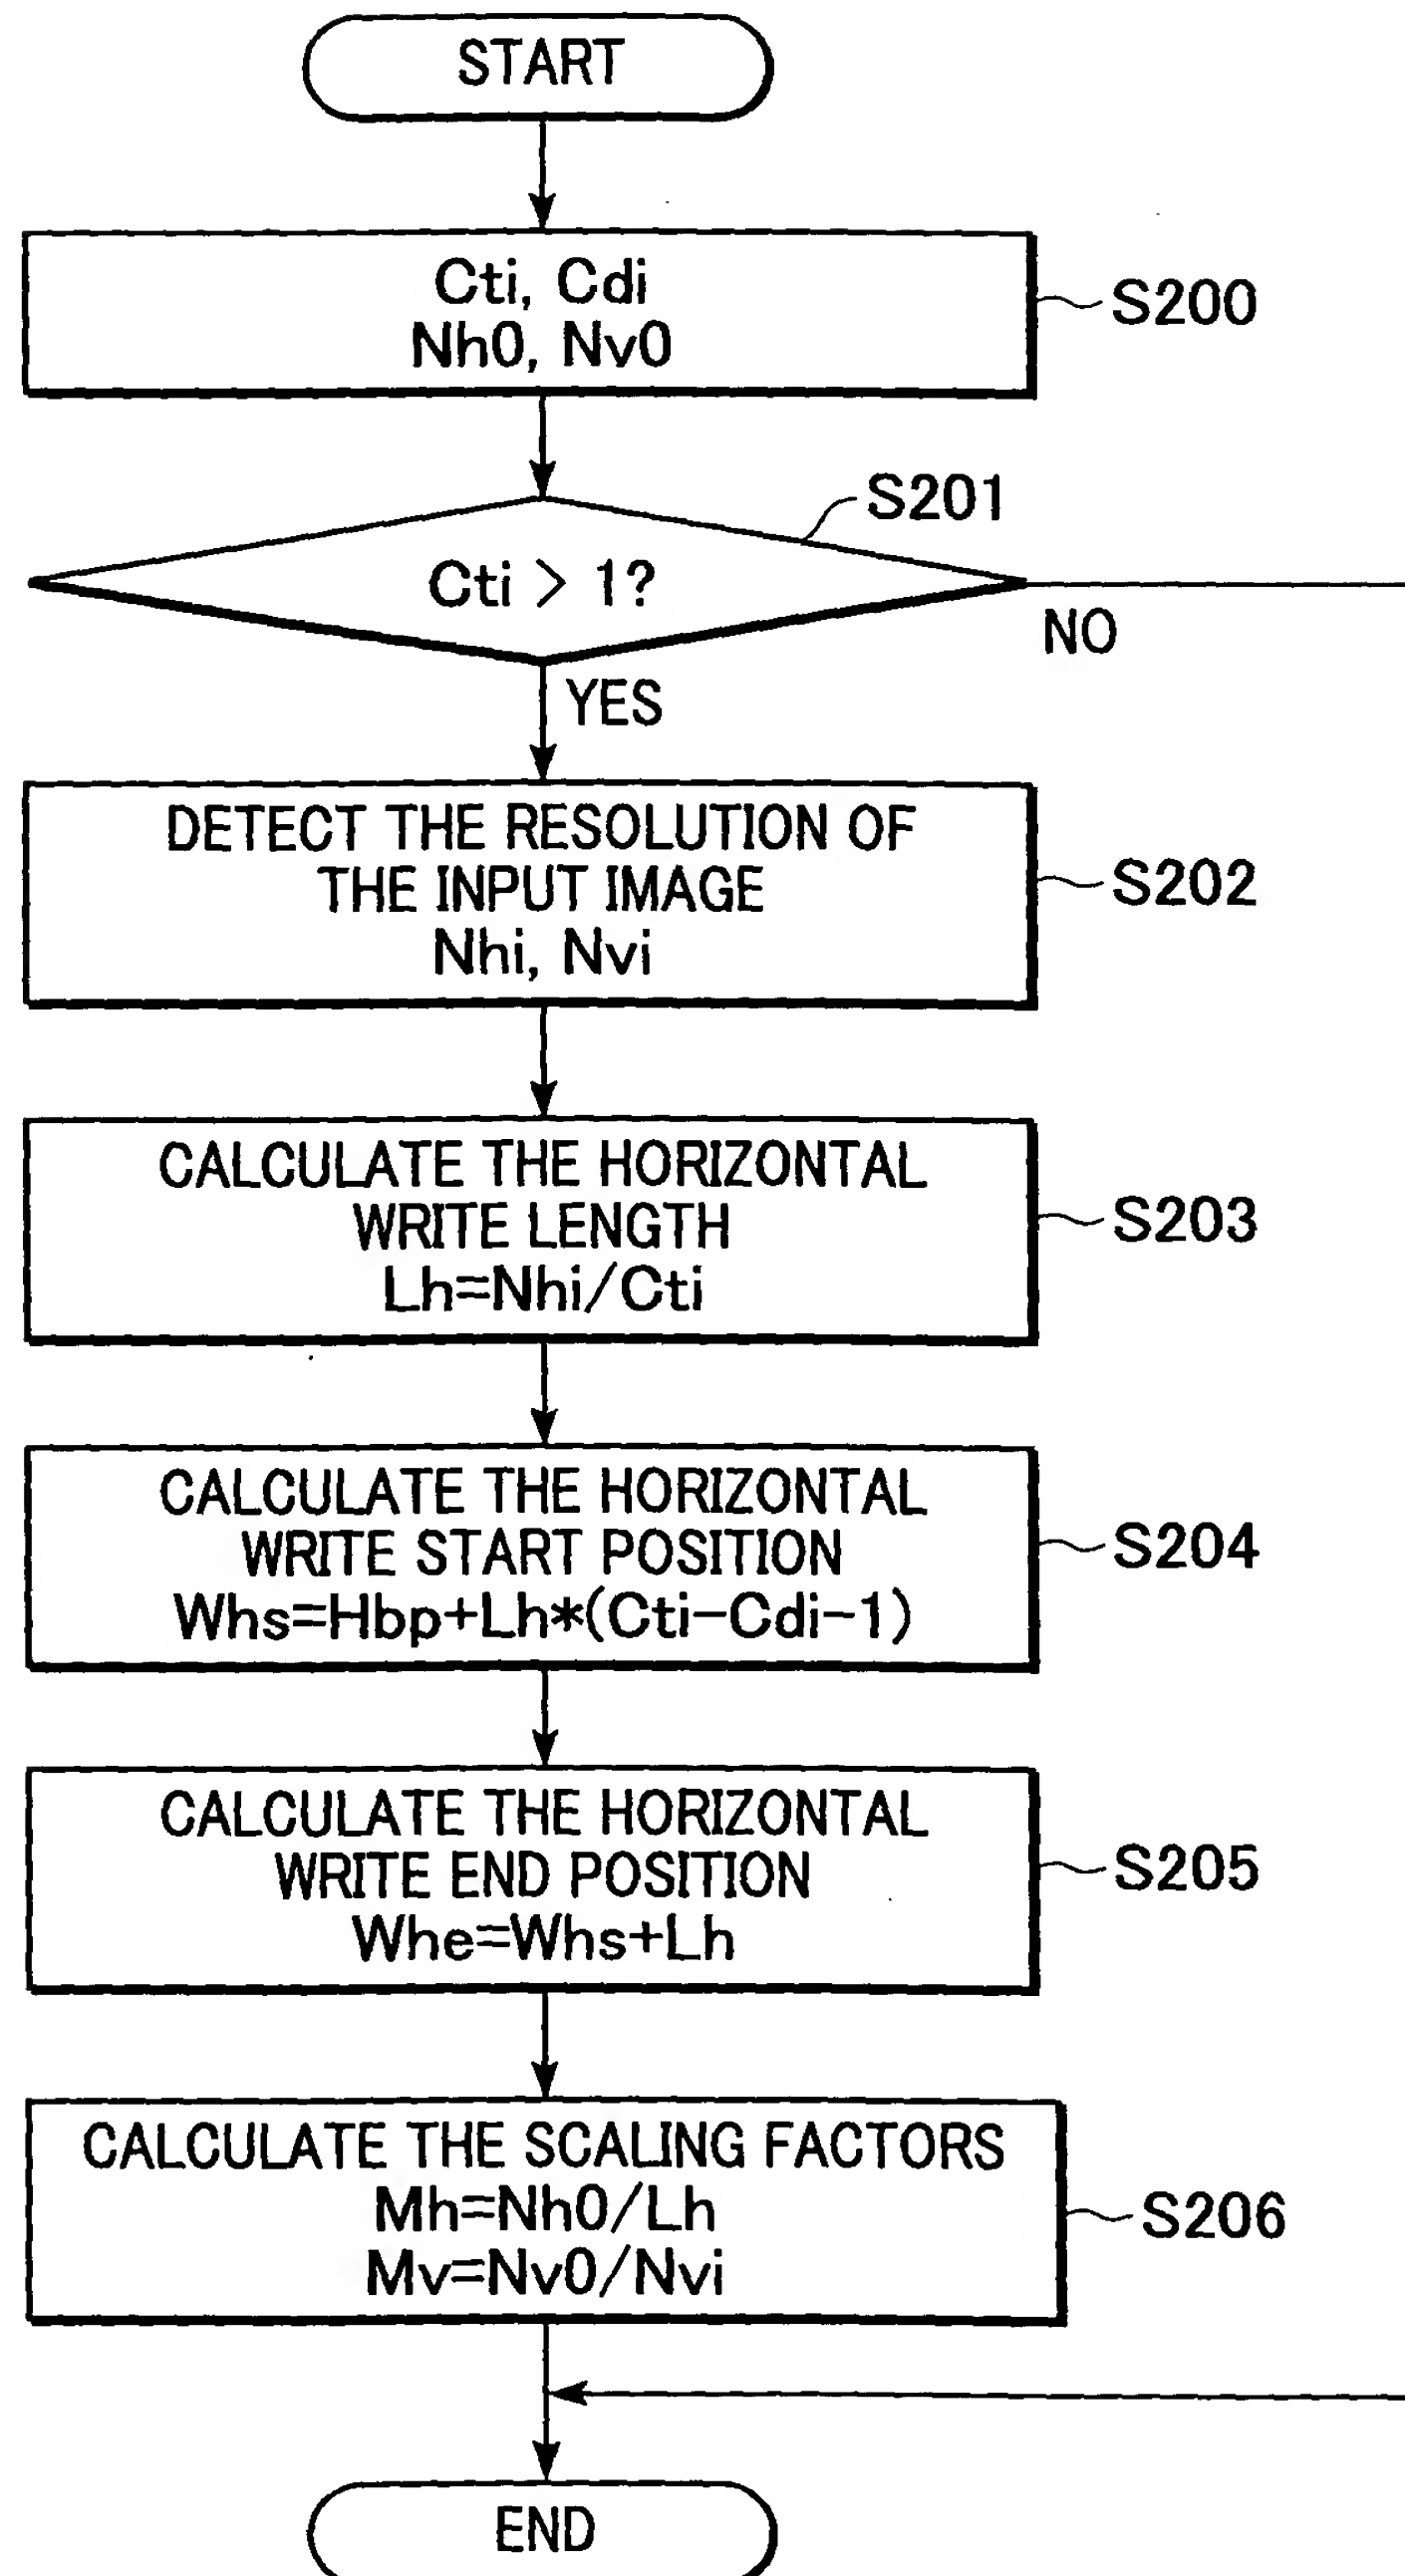 START
Cti, Cdi
Nh0, Nv0
S200
S201
Cti > 1?
NO
YES
DETECT THE RESOLUTION OF
THE INPUT IMAGE
Nhi, Nvi
S202
CALCULATE THE HORIZONTAL
WRITE LENGTH
Lh=Nhi/Cti
S203
CALCULATE THE HORIZONTAL
WRITE START POSITION
Whs=Hbp+Lh*(Cti-Cdi-1)
S204
CALCULATE THE HORIZONTAL
WRITE END POSITION
Whe=Whs+Lh
S205
CALCULATE THE SCALING FACTORS
Mh=Nh0/Lh
Mv=Nv0/Nvi
S206
END